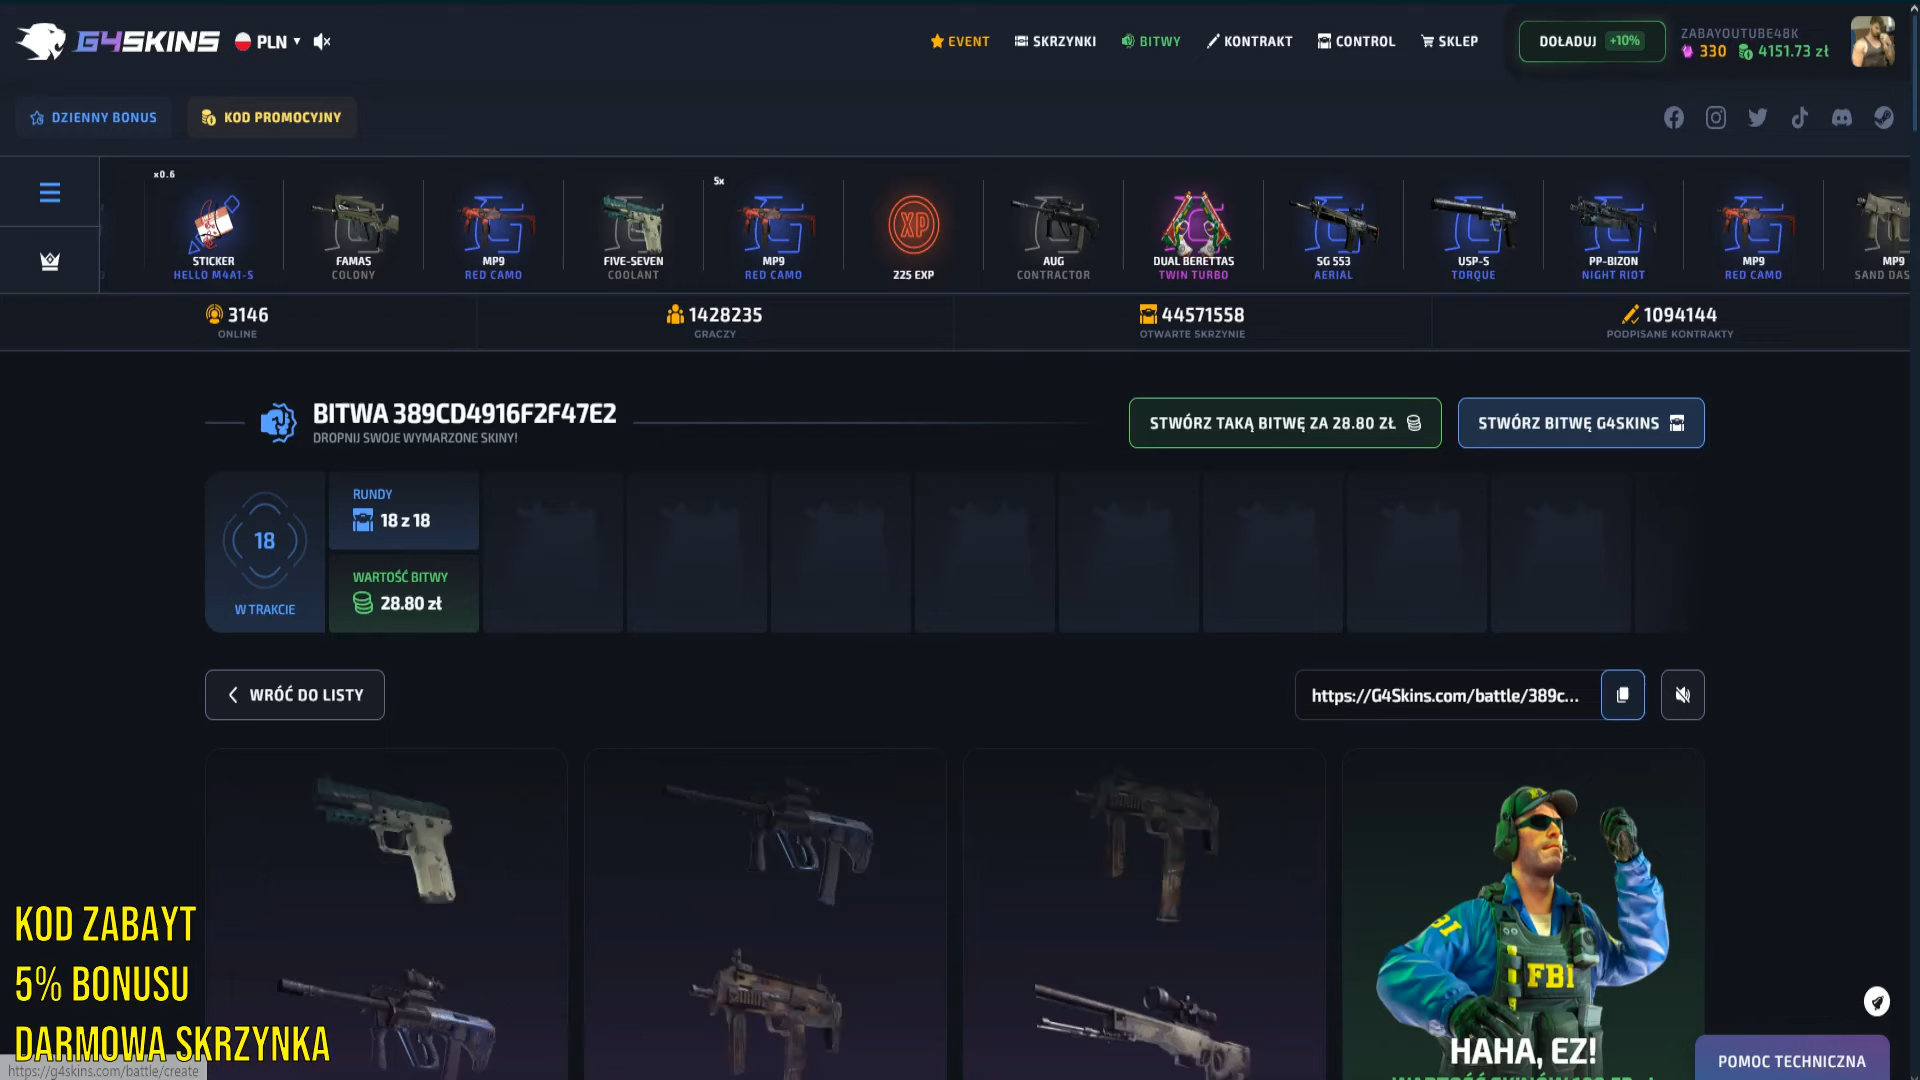 G4SKINS PLN
EVENT SKRZYNKI BITWY KONTRAKT CONTROL SKLEP
DOŁADUJ +10%
ZABAYOUTUBE48K
330 4151.73 zł
DZIENNY BONUS KOD PROMOCYJNY
x0.6
STICKER
HELLO M4A1-S
FAMAS
COLONY
MP9
RED CAMO
FIVE-SEVEN
COOLANT
5x
MP9
RED CAMO
XP
225 EXP
AUG
CONTRACTOR
DUAL BERETTAS
TWIN TURBO
SG 553
AERIAL
USP-S
TORQUE
PP-BIZON
NIGHT RIOT
MP9
RED CAMO
MP9
SAND DAS
3146
ONLINE
1428235
GRACZY
44571558
OTWARTE SKRZYNIE
1094144
PODPISANE KONTRAKTY
BITWA 389CD4916F2F47E2
DROPNIJ SWOJE WYMARZONE SKINY!
STWÓRZ TAKĄ BITWĘ ZA 28.80 ZŁ
STWÓRZ BITWĘ G4SKINS
18
W TRAKCIE
RUNDY
18 z 18
WARTOŚĆ BITWY
28.80 zł
WRÓĆ DO LISTY
https://G4Skins.com/battle/389c...
FBI
HAHA, EZ!
KOD ZABAYT
5% BONUSU
DARMOWA SKRZYNKA
https://g4skins.com/battle/create
POMOC TECHNICZNA